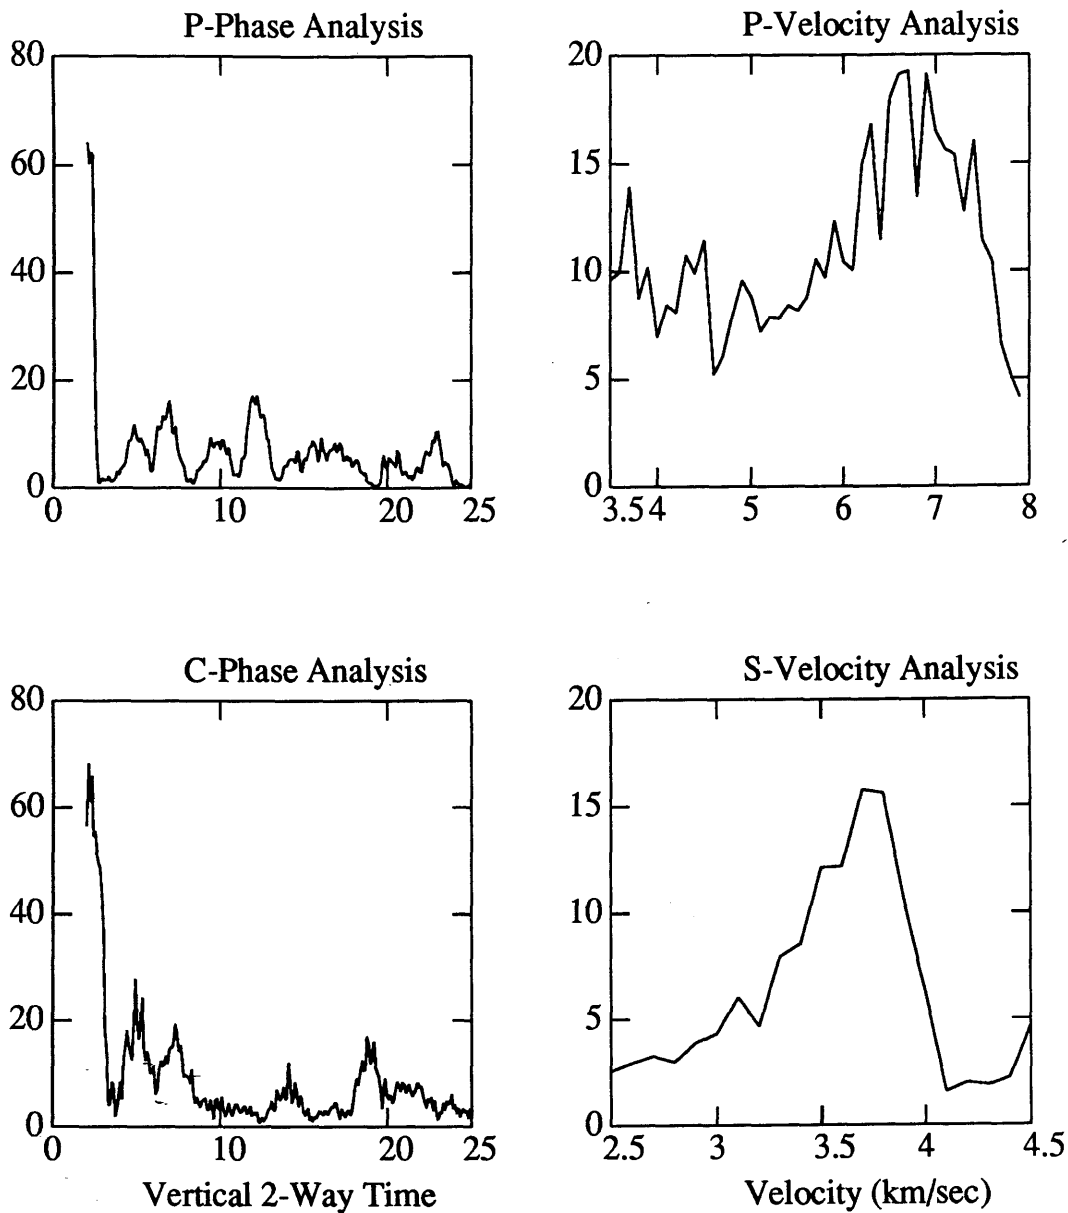 P-Phase Analysis
80
60
40
20
0
0 10 20 25
P-Velocity Analysis
20
15
10
5
0
3.5 4 5 6 7 8
C-Phase Analysis
80
60
40
20
0
0 10 20 25
Vertical 2-Way Time
S-Velocity Analysis
20
15
10
5
0
2.5 3 3.5 4 4.5
Velocity (km/sec)